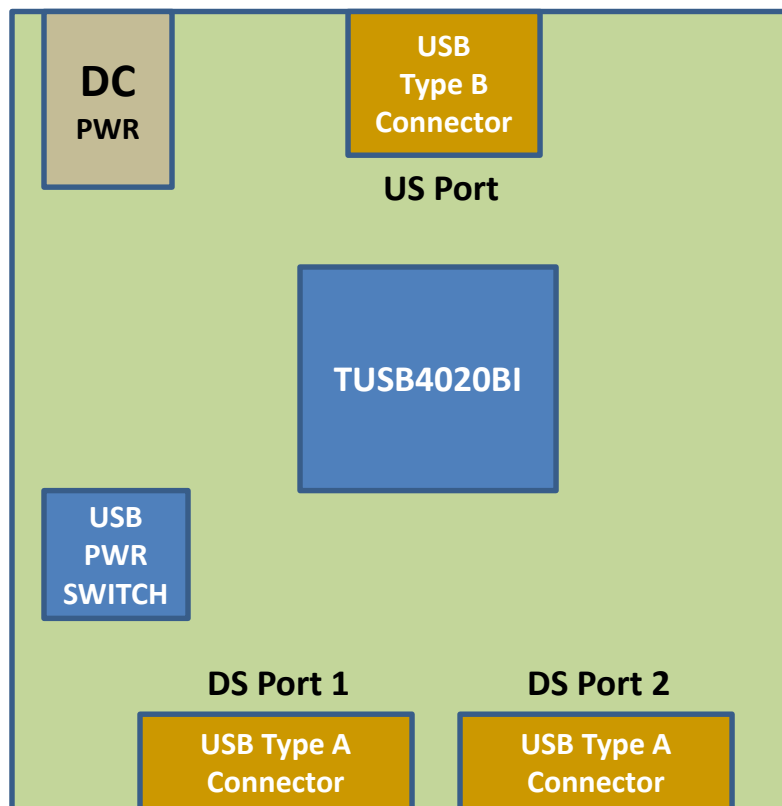 DC
PWR
USB
Type B
Connector
US Port
TUSB4020BI
USB
PWR
SWITCH
DS Port 1
DS Port 2
USB Type A
Connector
USB Type A
Connector